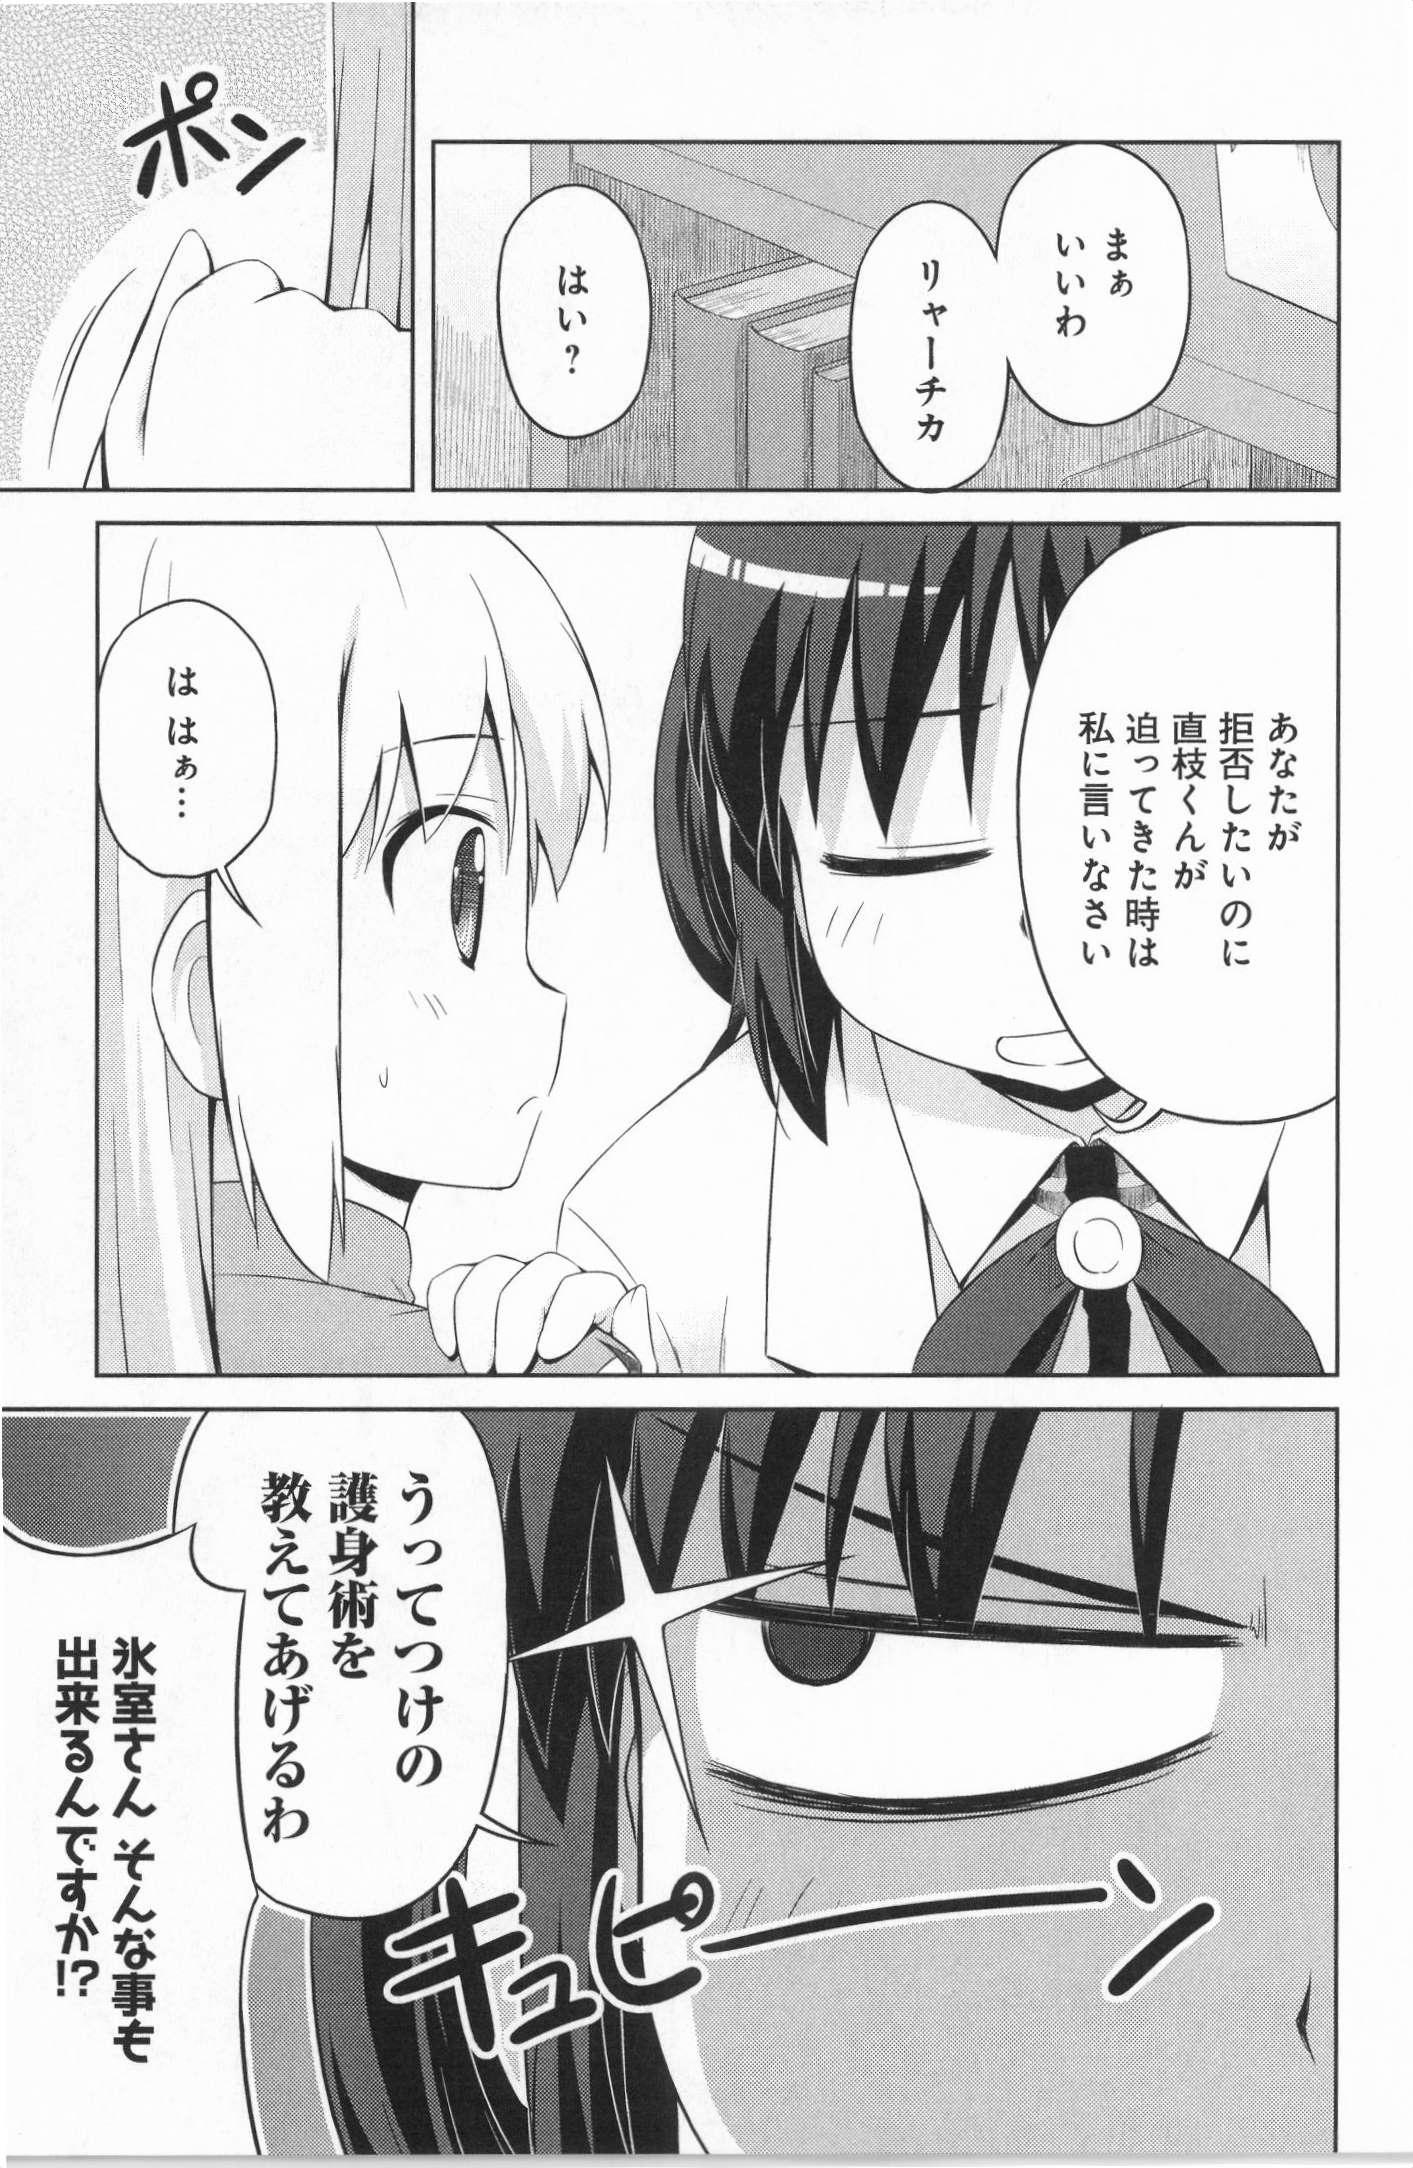 まぁ
いいわ
リャーチカ
はい?
ポン
あなたが
拒否したいのに
直枝くんが
迫ってきた時は
私に言いなさい
は はぁ…
うってつけの
護身術を
教えてあげるわ
キュピーン
氷室さん そんな事も
出来るんですか!?